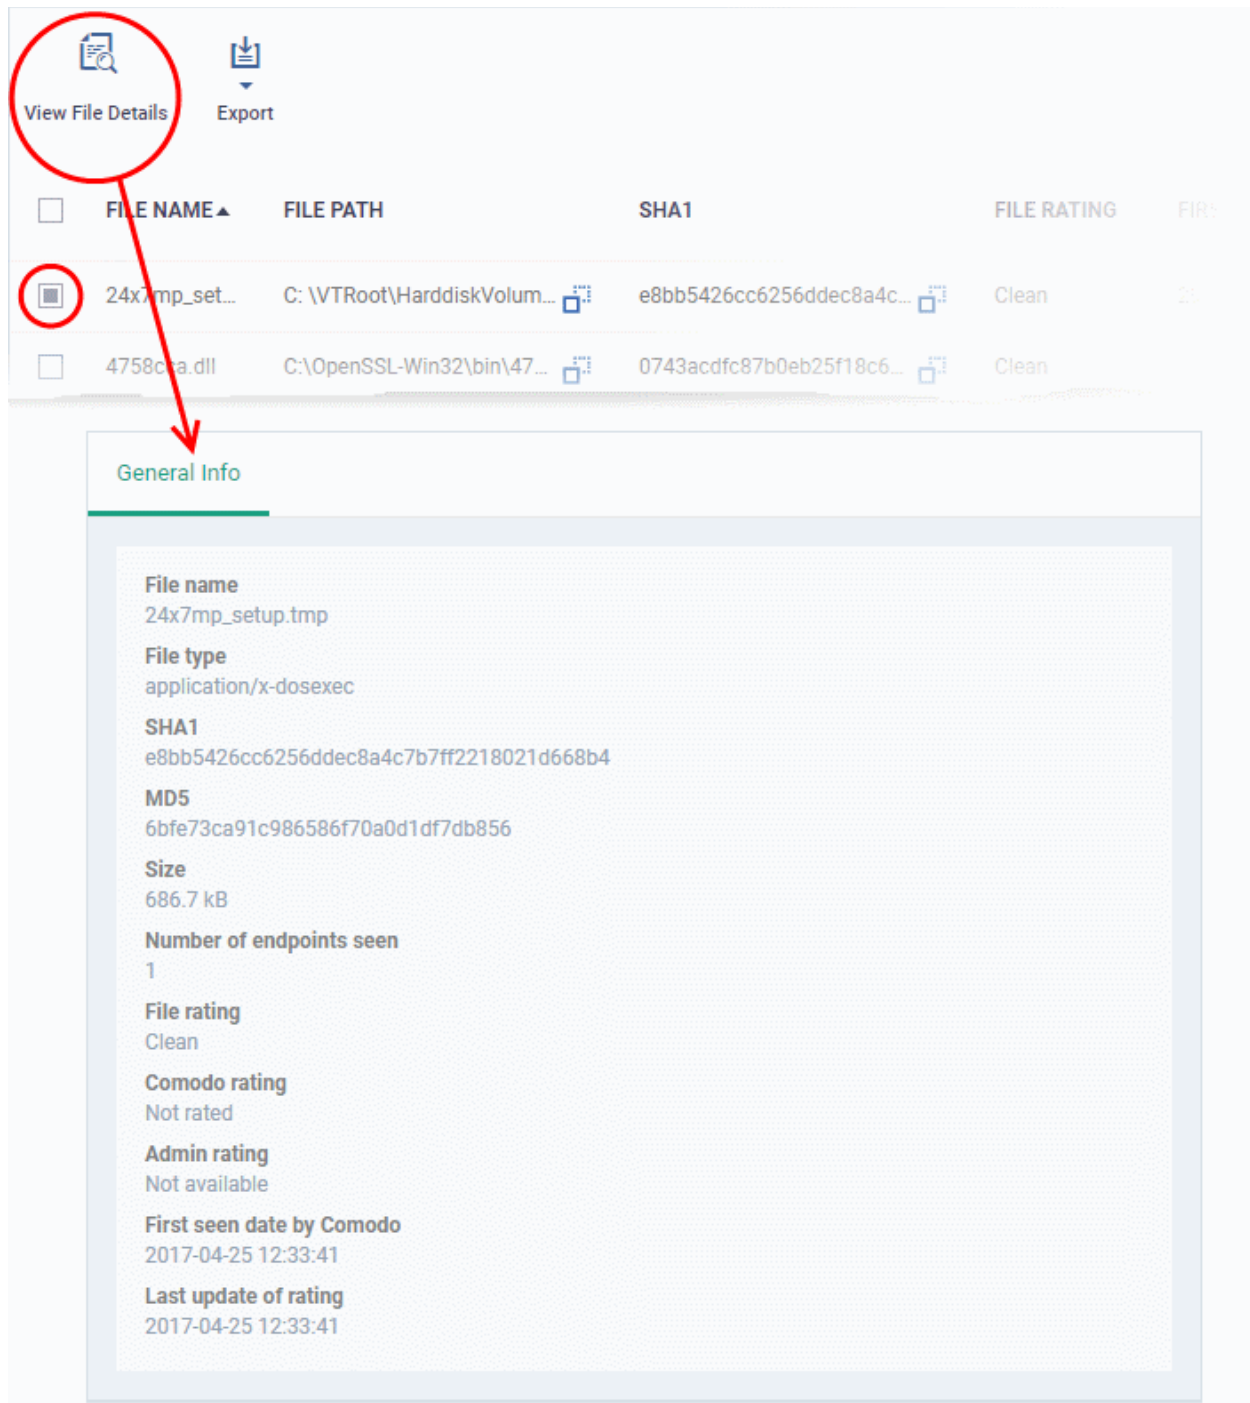 View File Details
Export
FILE NAME FILE PATH SHA1 FILE RATING
24x7mp_set... C: \VTRoot\HarddiskVolum... e8bb5426cc6256ddec8a4c... Clean
4758cca.dll C:\OpenSSL-Win32\bin\47... 0743acdfc87b0eb25f18c6... Clean
General Info
File name
24x7mp_setup.tmp
File type
application/x-dosexec
SHA1
e8bb5426cc6256ddec8a4c7b7ff2218021d668b4
MD5
6bfe73ca91c986586f70a0d1df7db856
Size
686.7 kB
Number of endpoints seen
1
File rating
Clean
Comodo rating
Not rated
Admin rating
Not available
First seen date by Comodo
2017-04-25 12:33:41
Last update of rating
2017-04-25 12:33:41